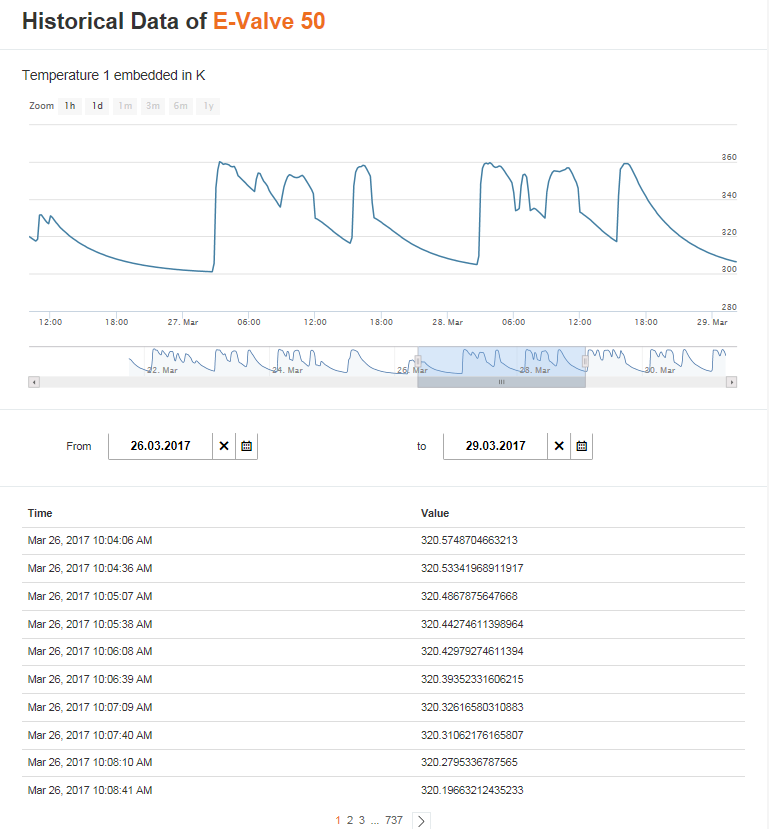 Historical Data of E-Valve 50
Temperature 1 embedded in K
Zoom 1h 1d 1m 3m 6m 1y
360
340
320
300
280
12:00 18:00 27. Mar 06:00 12:00 18:00 28. Mar 06:00 12:00 18:00 29. Mar
22. Mar 24. Mar 26. Mar 28. Mar 30. Mar
From 26.03.2017 to 29.03.2017
Time Value
Mar 26, 2017 10:04:06 AM 320.5748704663213
Mar 26, 2017 10:04:36 AM 320.53341968911917
Mar 26, 2017 10:05:07 AM 320.4867875647668
Mar 26, 2017 10:05:38 AM 320.44274611398964
Mar 26, 2017 10:06:08 AM 320.42979274611394
Mar 26, 2017 10:06:39 AM 320.39352331606215
Mar 26, 2017 10:07:09 AM 320.32616580310883
Mar 26, 2017 10:07:40 AM 320.31062176165807
Mar 26, 2017 10:08:10 AM 320.2795336787565
Mar 26, 2017 10:08:41 AM 320.19663212435233
1 2 3 ... 737